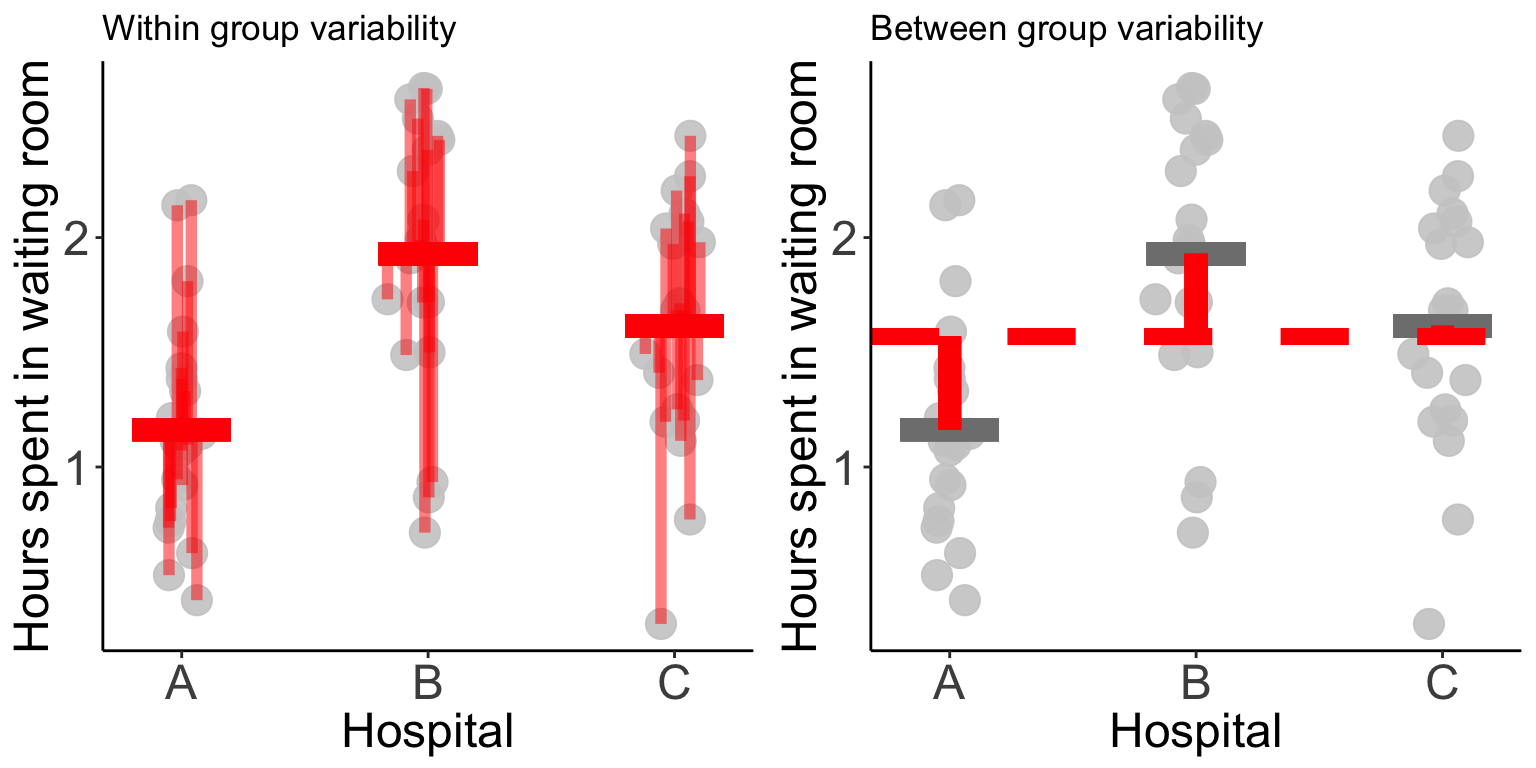 Within group variability
Hours spent in waiting room
2
1
A B C
Hospital
Between group variability
Hours spent in waiting room
2
1
A B C
Hospital